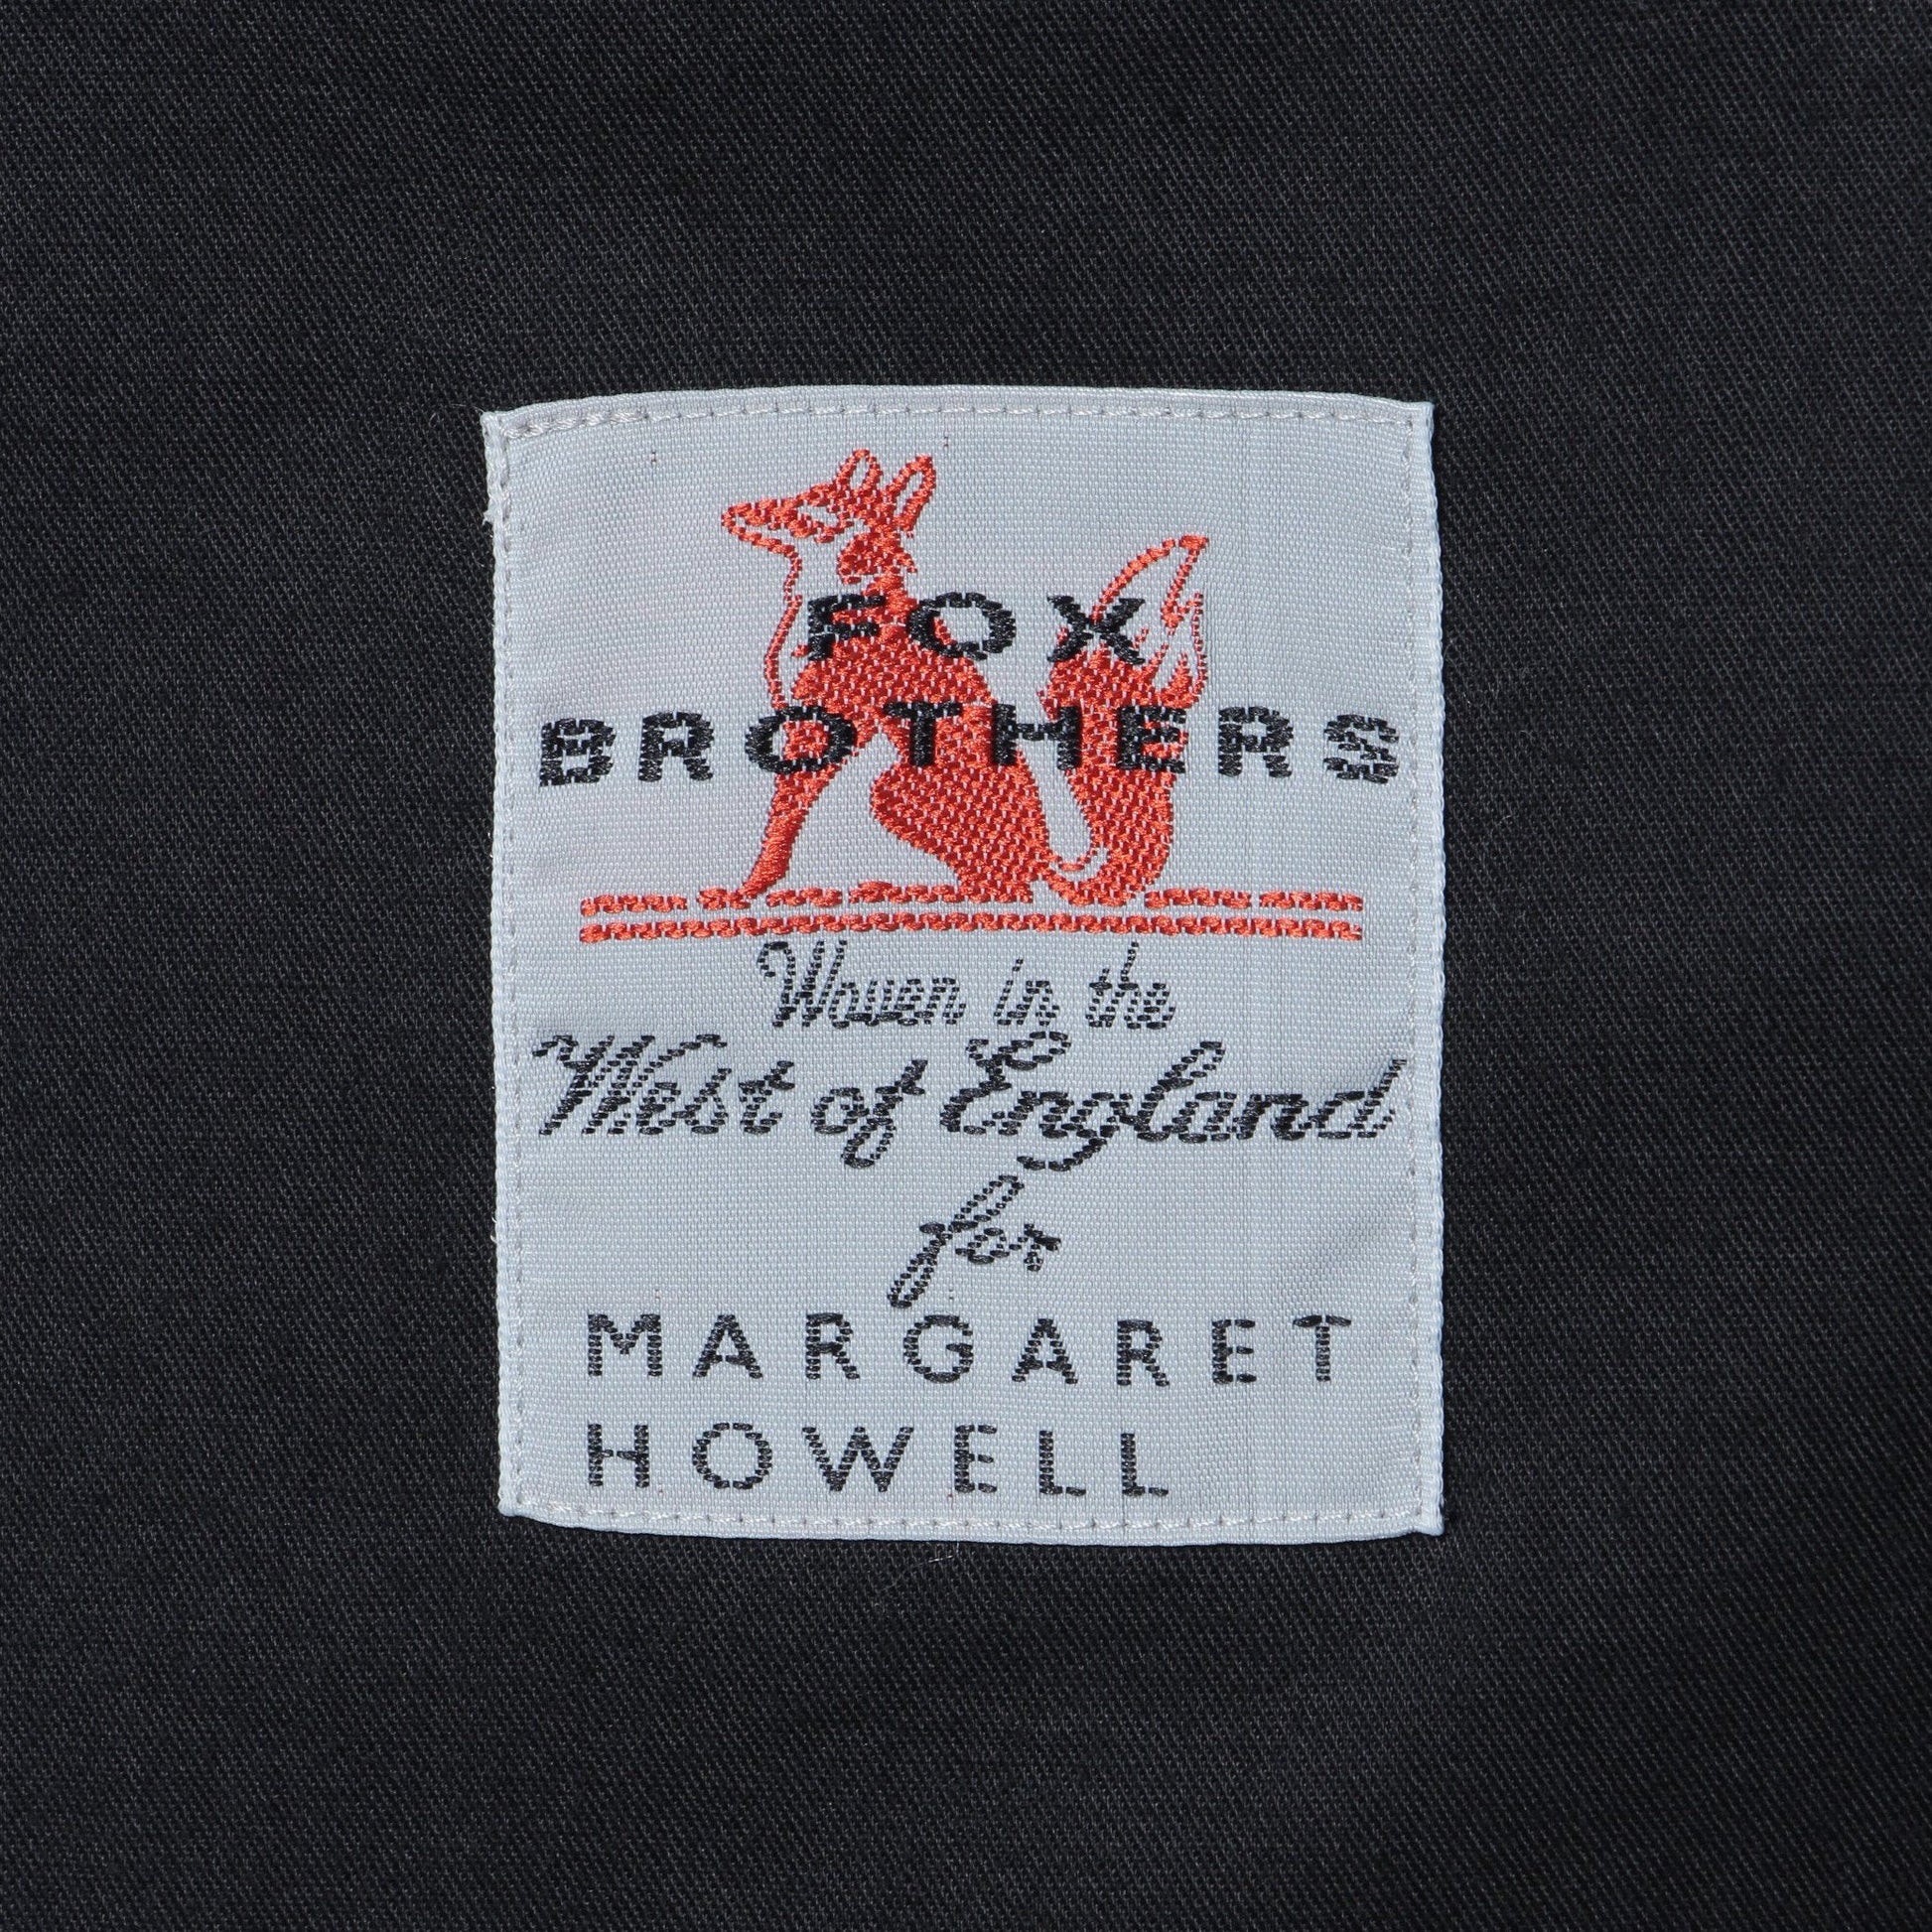 FOX
BROTHERS
Woven in the
West of England
for
MARGARET
HOWELL